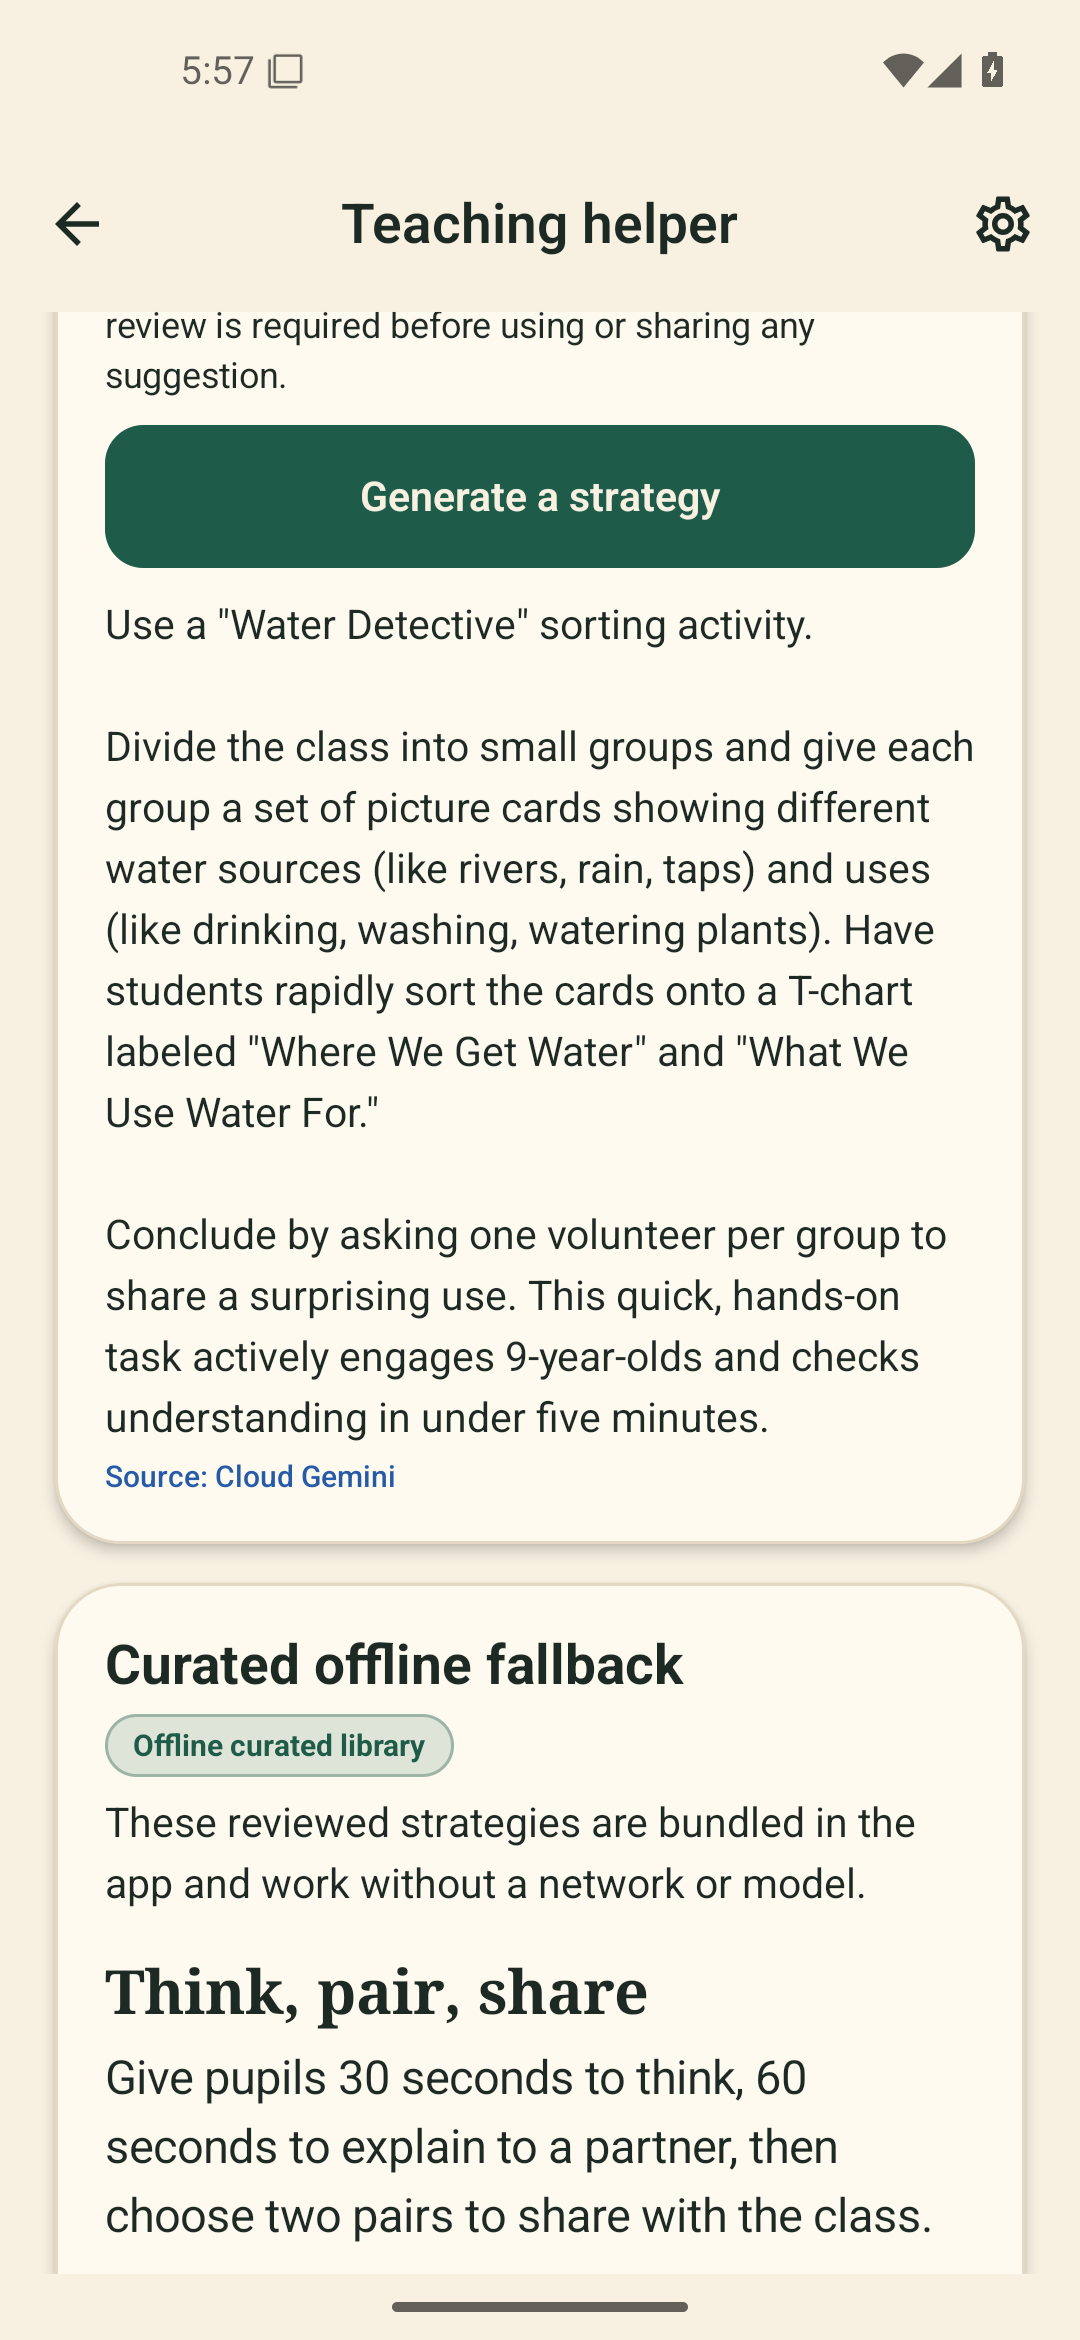 5:57
Teaching helper
review is required before using or sharing any
suggestion.
Generate a strategy
Use a "Water Detective" sorting activity.
Divide the class into small groups and give each
group a set of picture cards showing different
water sources (like rivers, rain, taps) and uses
(like drinking, washing, watering plants). Have
students rapidly sort the cards onto a T-chart
labeled "Where We Get Water" and "What We
Use Water For."
Conclude by asking one volunteer per group to
share a surprising use. This quick, hands-on
task actively engages 9-year-olds and checks
understanding in under five minutes.
Source: Cloud Gemini
Curated offline fallback
Offline curated library
These reviewed strategies are bundled in the
app and work without a network or model.
Think, pair, share
Give pupils 30 seconds to think, 60
seconds to explain to a partner, then
choose two pairs to share with the class.